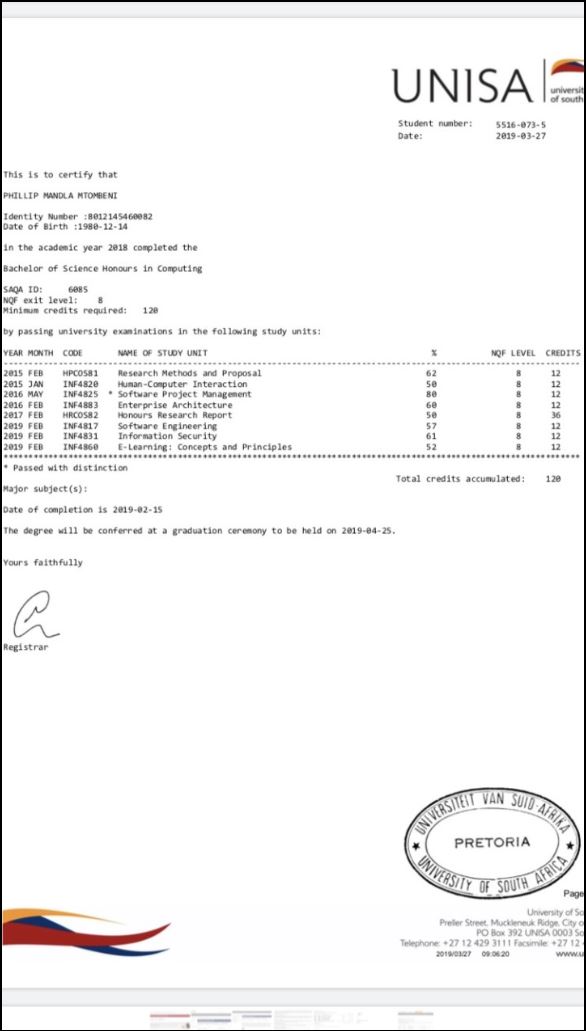 UNISA
universit
of south
Student number: 5516-073-5
Date: 2019-03-27
This is to certify that
PHILLIP MANDLA MTOMBENI
Identity Number :8012145460082
Date of Birth :1980-12-14
in the academic year 2018 completed the
Bachelor of Science Honours in Computing
SAQA ID: 6085
NQF exit level: 8
Minimum credits required: 120
by passing university examinations in the following study units:
YEAR MONTH CODE NAME OF STUDY UNIT % NQF LEVEL CREDITS
2015 FEB HPCOS81 Research Methods and Proposal 62 8 12
2015 JAN INF4820 Human-Computer Interaction 50 8 12
2016 MAY INF4825 * Software Project Management 80 8 12
2016 FEB INF4883 Enterprise Architecture 60 8 12
2017 FEB HRCOS82 Honours Research Report 50 8 36
2019 FEB INF4817 Software Engineering 57 8 12
2019 FEB INF4831 Information Security 61 8 12
2019 FEB INF4860 E-Learning: Concepts and Principles 52 8 12
* Passed with distinction
Total credits accumulated: 120
Major subject(s):
Date of completion is 2019-02-15
The degree will be conferred at a graduation ceremony to be held on 2019-04-25.
Yours faithfully
Registrar
UNIVERSITEIT VAN SUID-AFRIKA
PRETORIA
UNIVERSITY OF SOUTH AFRICA
Page
University of So
Preller Street, Muckleneuk Ridge, City o
PO Box 392 UNISA 0003 So
Telephone: +27 12 429 3111 Facsimile: +27 12
2019/03/27 09:06:20 www.u